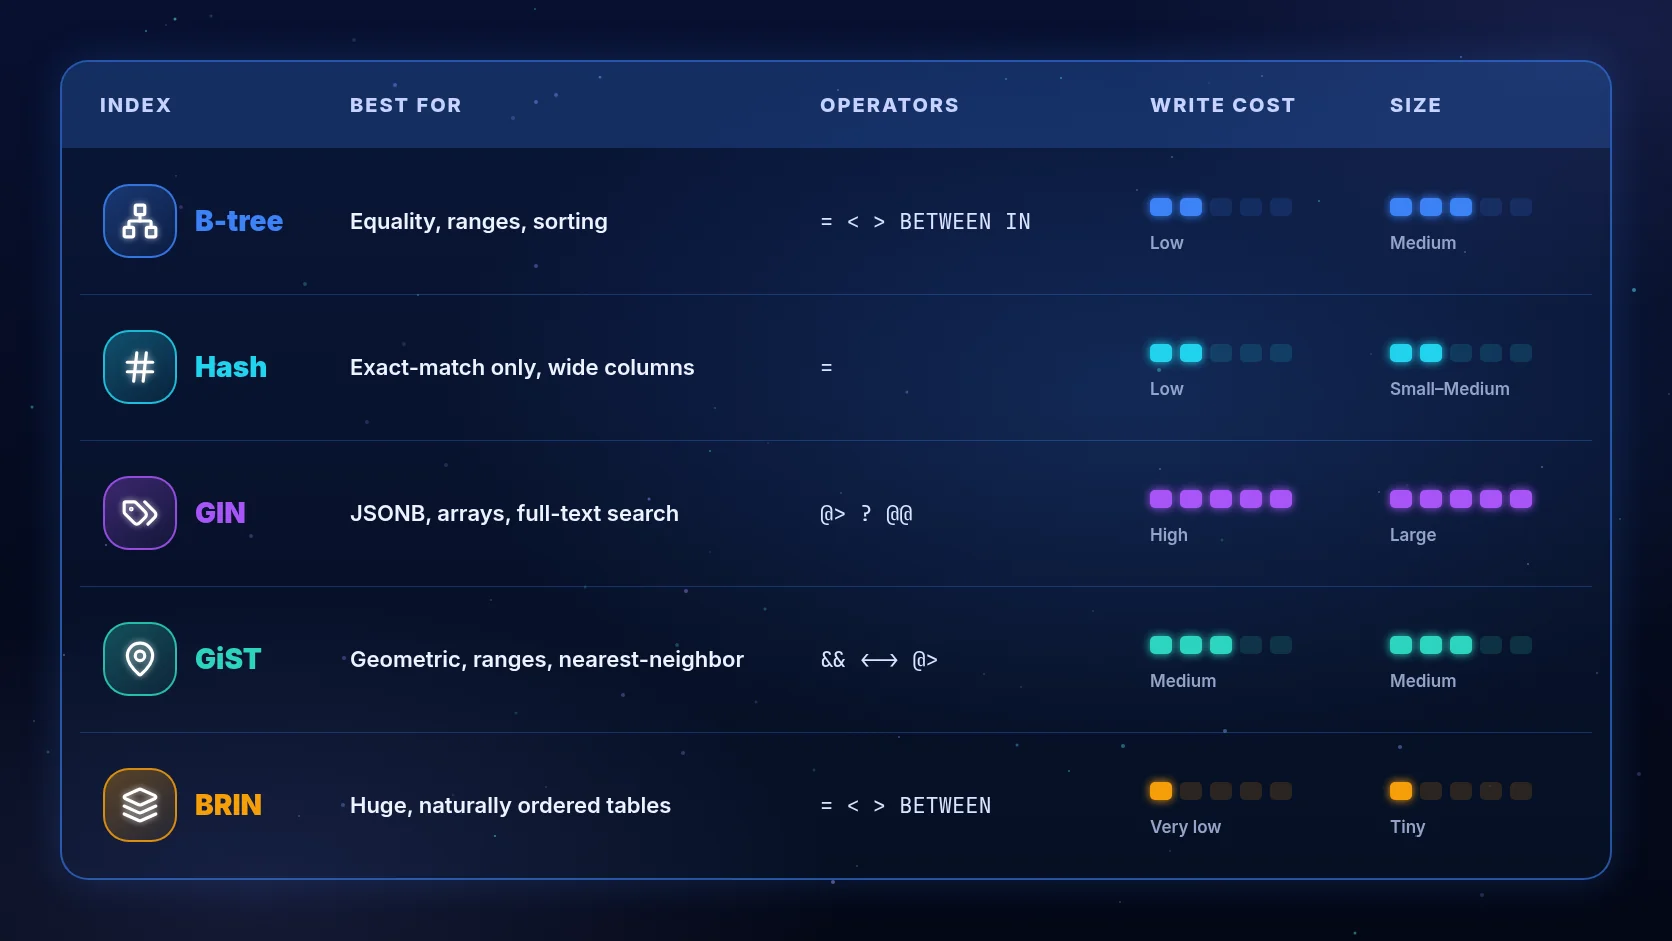 INDEX BEST FOR OPERATORS WRITE COST SIZE
B-tree Equality, ranges, sorting = < > BETWEEN IN Low Medium
Hash Exact-match only, wide columns = Low Small–Medium
GIN JSONB, arrays, full-text search @> ? @@ High Large
GiST Geometric, ranges, nearest-neighbor && <-> @> Medium Medium
BRIN Huge, naturally ordered tables = < > BETWEEN Very low Tiny